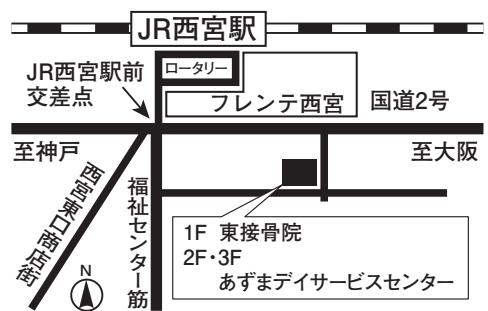 JR西宮駅
ロータリー
JR西宮駅前
交差点
フレンテ西宮
国道2号
至神戸
至大阪
西宮東口商店街
福祉センター筋
1F 東接骨院
2F・3F
あずまデイサービスセンター
N